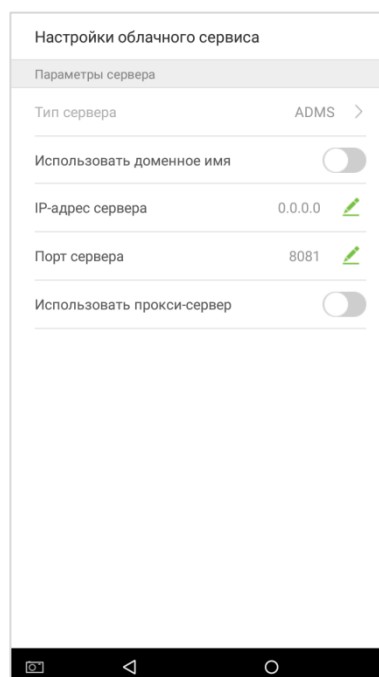 Настройки облачного сервиса
Параметры сервера
Тип сервера ADMS
Использовать доменное имя
IP-адрес сервера 0.0.0.0
Порт сервера 8081
Использовать прокси-сервер